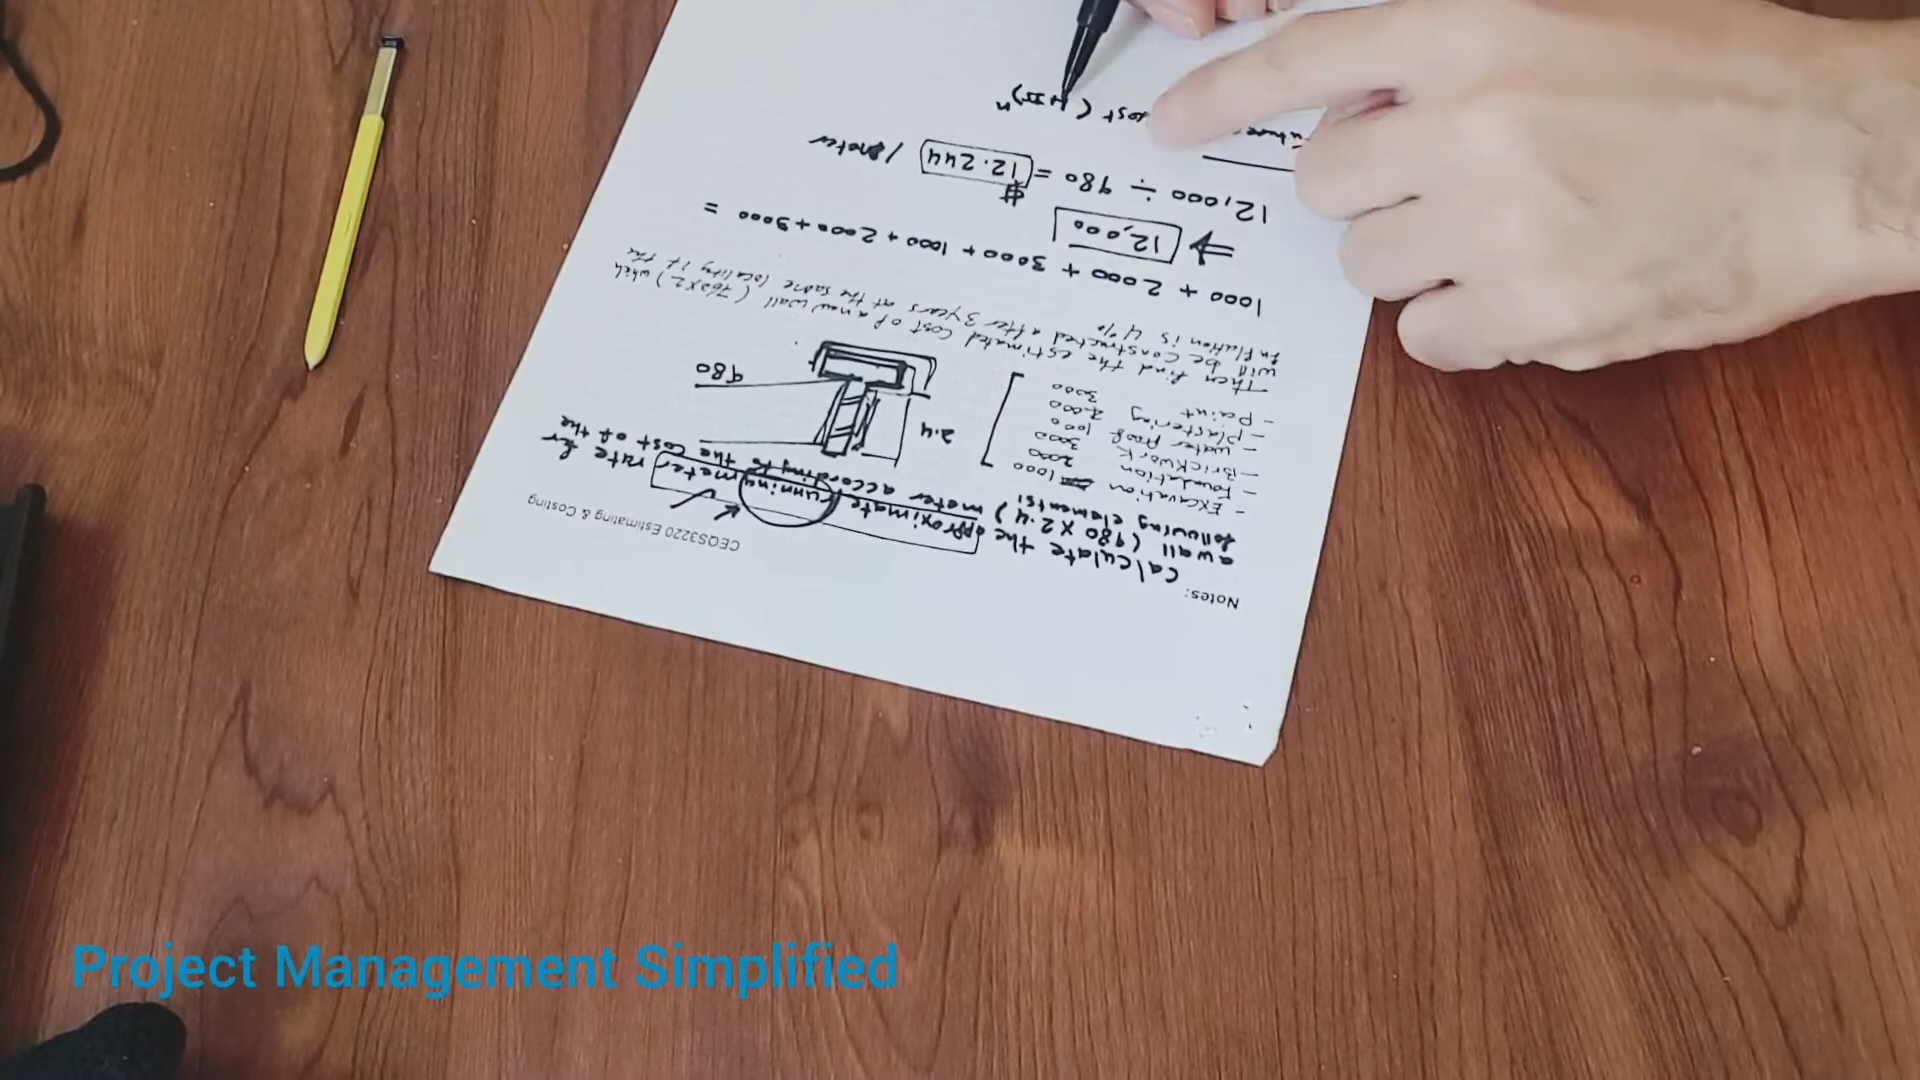 CEQS3220 Estimating & Costing
Notes:
Calculate the approximate running meter rate for
a wall (980 X 2.4) meter according to the cost of the
following elements:
- Excavation 1000
- Foundation 2000
- Brickwork 3000
- water proof 1000
- plastering 2000
- paint 3000
2.4
980
Then find the estimated cost of a new wall (760X2) which
will be constructed after 3 years at the same locality if the
inflation is 4%
1000 + 2000 + 3000 + 1000 + 2000 + 3000 =
⇒ 12,000
12,000 ÷ 980 = $ 12.244 / meter
cost ( )ⁿ
Project Management Simplified